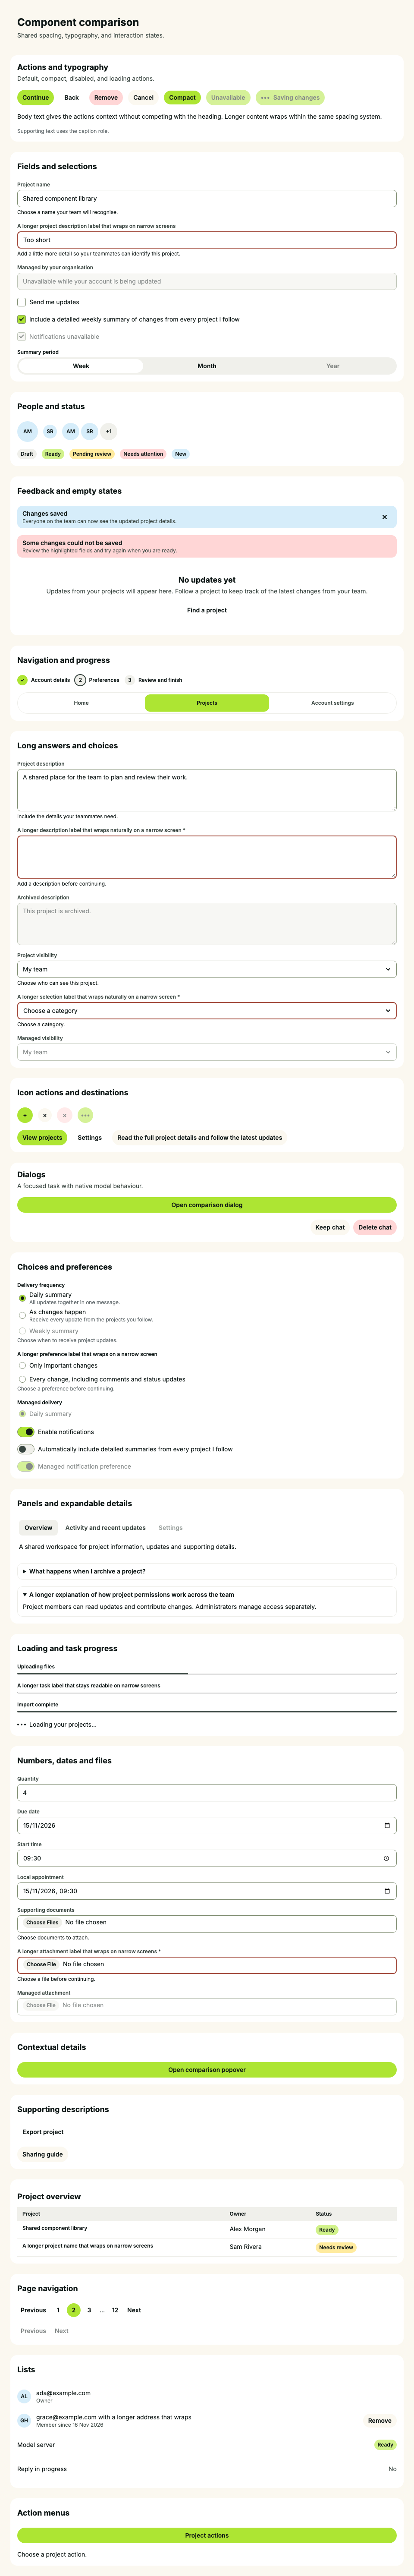 Component comparison
Shared spacing, typography, and interaction states.
Actions and typography
Default, compact, disabled, and loading actions.
Continue Back Remove Cancel Compact Unavailable Saving changes
Body text gives the actions context without competing with the heading. Longer content wraps within the same spacing system.
Supporting text uses the caption role.
Fields and selections
Project name
Shared component library
Choose a name your team will recognise.
A longer project description label that wraps on narrow screens
Too short
Add a little more detail so your teammates can identify this project.
Managed by your organisation
Unavailable while your account is being updated
Send me updates
Include a detailed weekly summary of changes from every project I follow
Notifications unavailable
Summary period
Week Month Year
People and status
AM SR AM SR +1
Draft Ready Pending review Needs attention New
Feedback and empty states
Changes saved
Everyone on the team can now see the updated project details.
Some changes could not be saved
Review the highlighted fields and try again when you are ready.
No updates yet
Updates from your projects will appear here. Follow a project to keep track of the latest changes from your team.
Find a project
Navigation and progress
Account details 2 Preferences 3 Review and finish
Home Projects Account settings
Long answers and choices
Project description
A shared place for the team to plan and review their work.
Include the details your teammates need.
A longer description label that wraps naturally on a narrow screen *
Add a description before continuing.
Archived description
This project is archived.
Project visibility
My team
Choose who can see this project.
A longer selection label that wraps naturally on a narrow screen *
Choose a category
Choose a category.
Managed visibility
My team
Icon actions and destinations
View projects Settings Read the full project details and follow the latest updates
Dialogs
A focused task with native modal behaviour.
Open comparison dialog
Keep chat Delete chat
Choices and preferences
Delivery frequency
Daily summary
All updates together in one message.
As changes happen
Receive every update from the projects you follow.
Weekly summary
Choose when to receive project updates.
A longer preference label that wraps on a narrow screen
Only important changes
Every change, including comments and status updates
Choose a preference before continuing.
Managed delivery
Daily summary
Enable notifications
Automatically include detailed summaries from every project I follow
Managed notification preference
Panels and expandable details
Overview Activity and recent updates Settings
A shared workspace for project information, updates and supporting details.
What happens when I archive a project?
A longer explanation of how project permissions work across the team
Project members can read updates and contribute changes. Administrators manage access separately.
Loading and task progress
Uploading files
A longer task label that stays readable on narrow screens
Import complete
Loading your projects…
Numbers, dates and files
Quantity
4
Due date
15/11/2026
Start time
09:30
Local appointment
15/11/2026, 09:30
Supporting documents
Choose Files No file chosen
Choose documents to attach.
A longer attachment label that wraps on narrow screens *
Choose File No file chosen
Choose a file before continuing.
Managed attachment
Choose File No file chosen
Contextual details
Open comparison popover
Supporting descriptions
Export project
Sharing guide
Project overview
Project Owner Status
Shared component library Alex Morgan Ready
A longer project name that wraps on narrow screens Sam Rivera Needs review
Page navigation
Previous 1 2 3 … 12 Next
Previous Next
Lists
AL ada@example.com
Owner
GH grace@example.com with a longer address that wraps
Member since 16 Nov 2026
Remove
Model server Ready
Reply in progress No
Action menus
Project actions
Choose a project action.